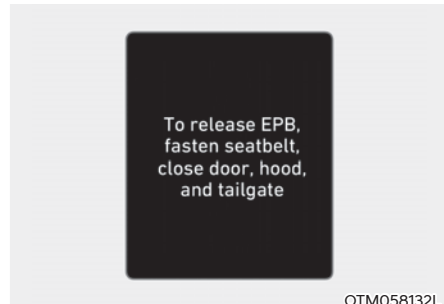 To release EPB,
fasten seatbelt,
close door, hood,
and tailgate
OTM058132L